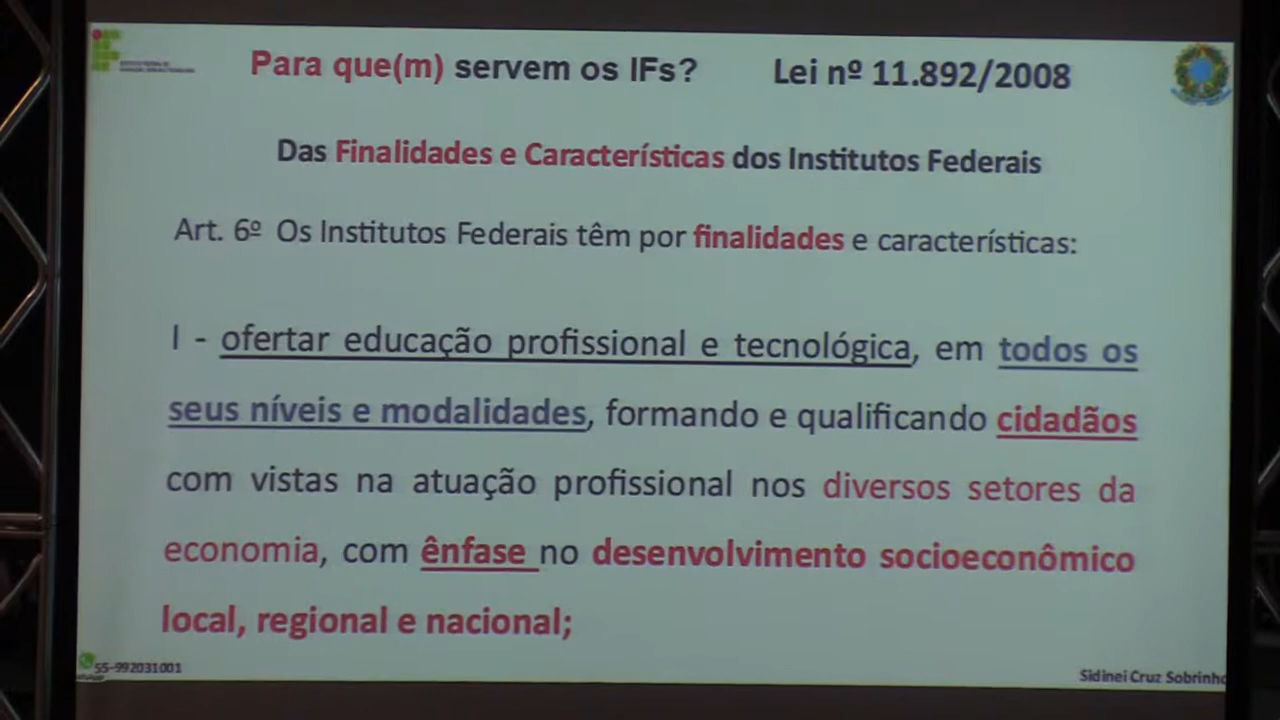 Para que(m) servem os IFs? Lei nº 11.892/2008
Das Finalidades e Características dos Institutos Federais
Art. 6º Os Institutos Federais têm por finalidades e características:
I - ofertar educação profissional e tecnológica, em todos os
seus níveis e modalidades, formando e qualificando cidadãos
com vistas na atuação profissional nos diversos setores da
economia, com ênfase no desenvolvimento socioeconômico
local, regional e nacional;
55-992031001
Sidinei Cruz Sobrinho